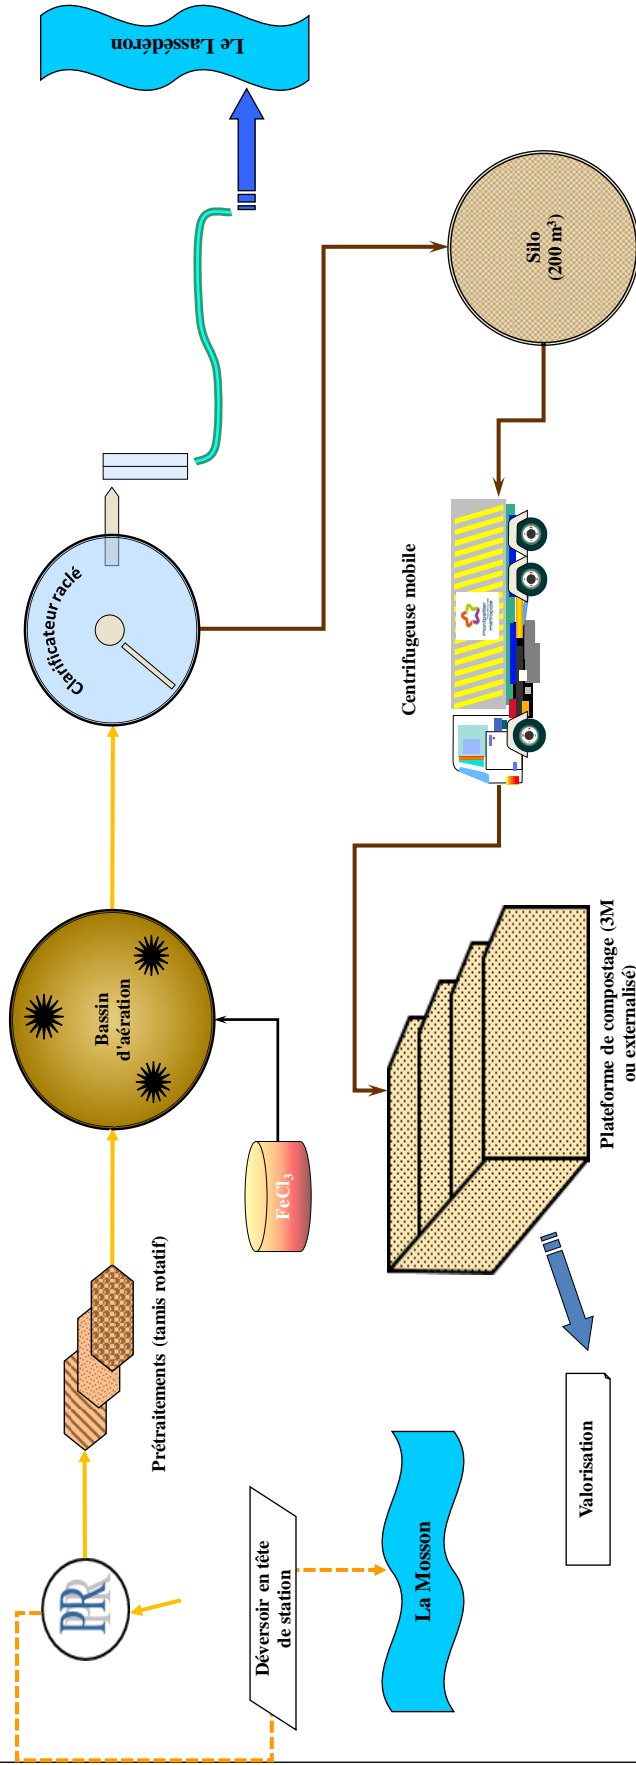 PR
Prétraitements (tamis rotatif)
Bassin
d'aération
FeCl₃
Clarificateur raclé
Le Lassédéron
Silo
(200 m³)
Centrifugeuse mobile
montpellier
Plateforme de compostage (3M
ou externalisé)
Valorisation
Déversoir en tête
de station
La Mosson